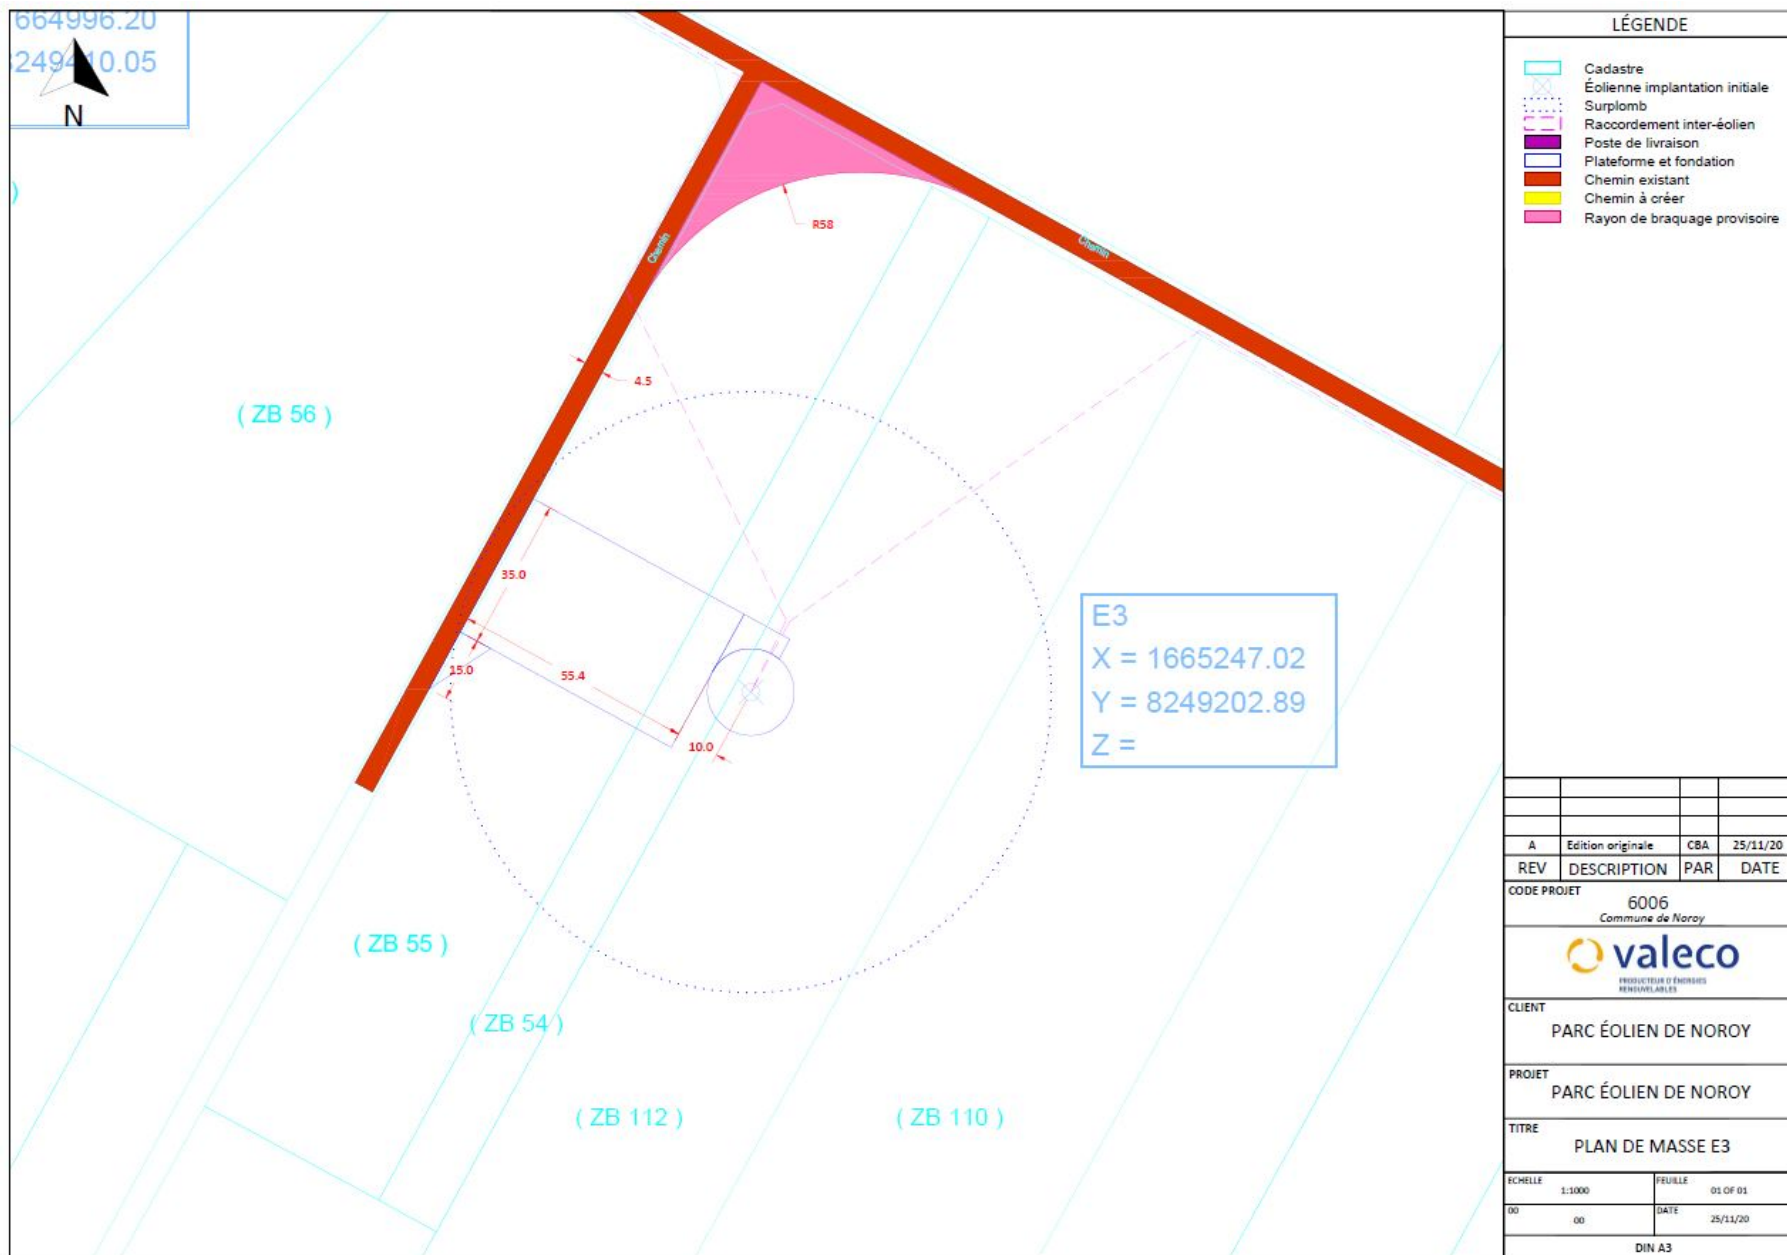 664996.20
249410.05
N
)
Chemin
Chemin
R58
4.5
( ZB 56 )
35.0
15.0
55.4
10.0
E3
X = 1665247.02
Y = 8249202.89
Z =
( ZB 55 )
( ZB 54 )
( ZB 112 )
( ZB 110 )
LÉGENDE
Cadastre
Éolienne implantation initiale
Surplomb
Raccordement inter-éolien
Poste de livraison
Plateforme et fondation
Chemin existant
Chemin à créer
Rayon de braquage provisoire
A Edition originale CBA 25/11/20
REV DESCRIPTION PAR DATE
CODE PROJET
6006
Commune de Noroy
valeco
PRODUCTEUR D'ÉNERGIES
RENOUVELABLES
CLIENT
PARC ÉOLIEN DE NOROY
PROJET
PARC ÉOLIEN DE NOROY
TITRE
PLAN DE MASSE E3
ECHELLE 1:1000 FEUILLE 01 OF 01
00 00 DATE 25/11/20
DIN A3